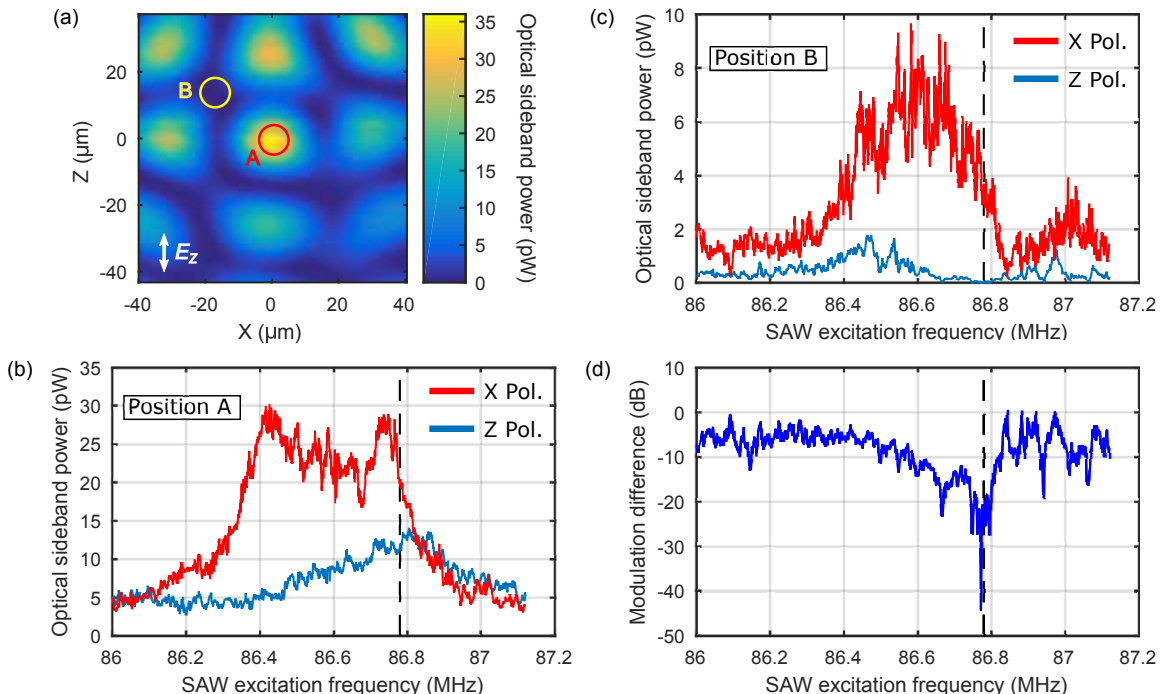 (a)
Z (µm)
20
0
-20
-40
B
A
E_Z
-40
-20
0
20
40
X (µm)
35
30
25
20
15
10
5
0
Optical sideband power (pW)
(c)
Optical sideband power (pW)
10
8
6
4
2
0
Position B
X Pol.
Z Pol.
86
86.2
86.4
86.6
86.8
87
87.2
SAW excitation frequency (MHz)
(b)
Optical sideband power (pW)
35
30
25
20
15
10
5
0
Position A
X Pol.
Z Pol.
86
86.2
86.4
86.6
86.8
87
87.2
SAW excitation frequency (MHz)
(d)
Modulation difference (dB)
10
0
-10
-20
-30
-40
-50
86
86.2
86.4
86.6
86.8
87
87.2
SAW excitation frequency (MHz)